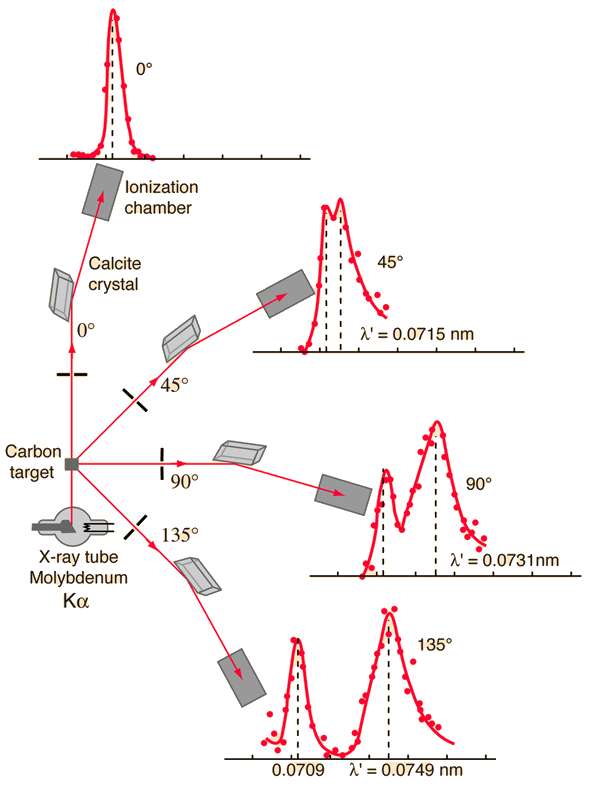 0°
Ionization
chamber
Calcite
crystal
0°
45°
λ' = 0.0715 nm
45°
Carbon
target
90°
90°
λ' = 0.0731nm
135°
X-ray tube
Molybdenum
Kα
135°
0.0709 λ' = 0.0749 nm